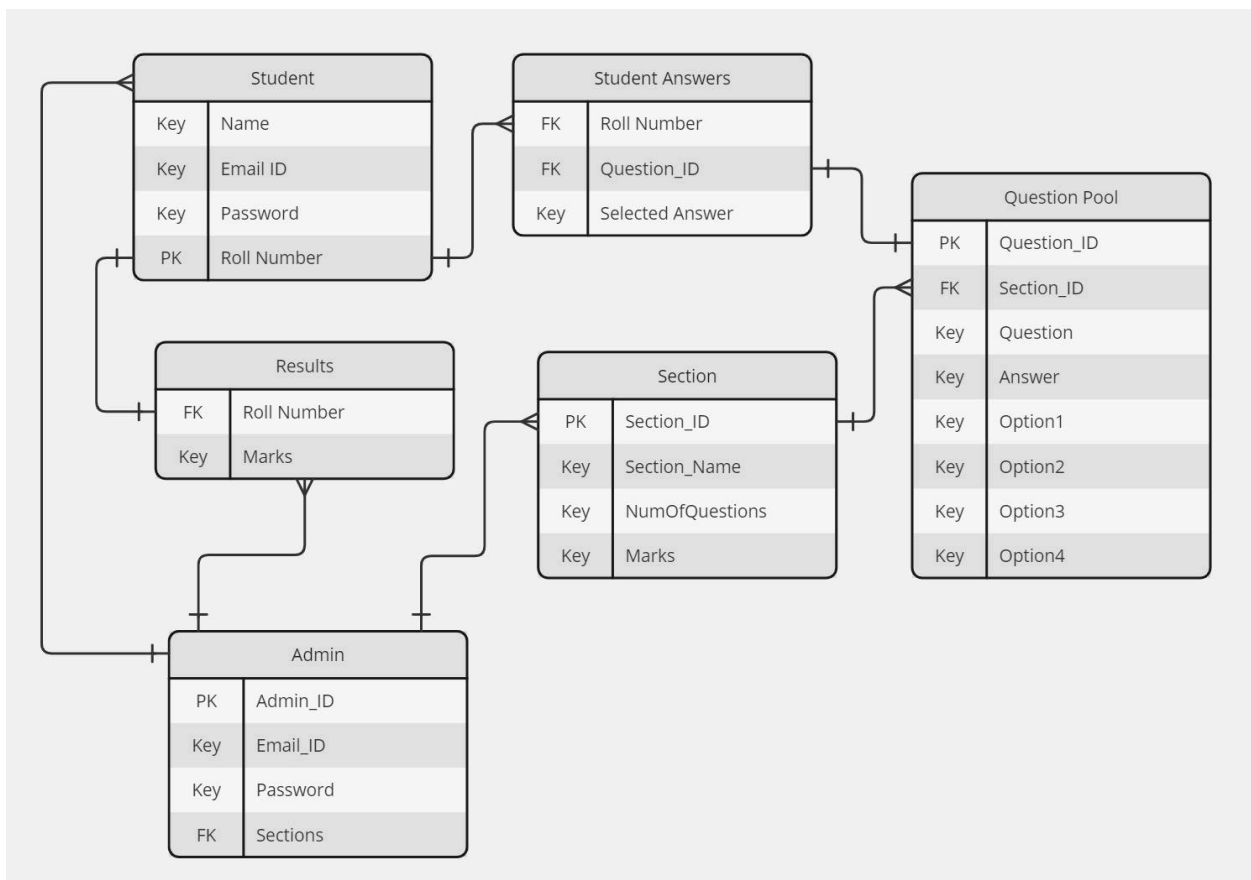 Student
Key Name
Key Email ID
Key Password
PK Roll Number
Student Answers
FK Roll Number
FK Question_ID
Key Selected Answer
Question Pool
PK Question_ID
FK Section_ID
Key Question
Key Answer
Key Option1
Key Option2
Key Option3
Key Option4
Results
FK Roll Number
Key Marks
Section
PK Section_ID
Key Section_Name
Key NumOfQuestions
Key Marks
Admin
PK Admin_ID
Key Email_ID
Key Password
FK Sections